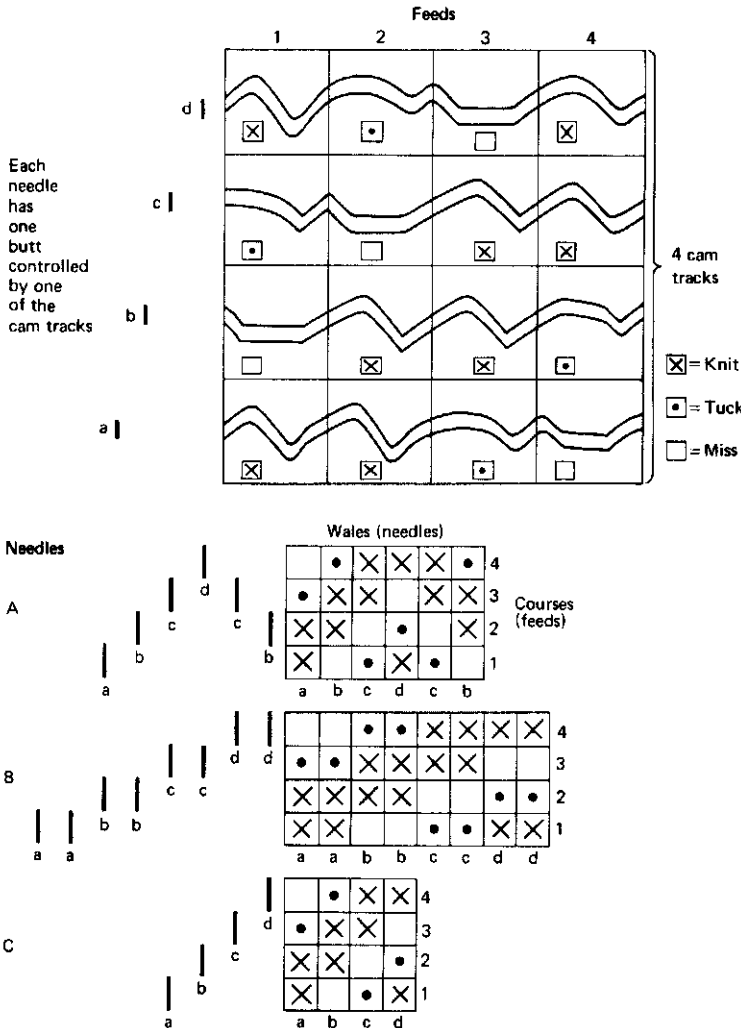 Feeds
1 2 3 4
d
Each
needle
has
one
butt
controlled
by one
of the
cam tracks
c
b
a
4 cam
tracks
= Knit
= Tuck
= Miss
Needles
Wales (needles)
A
a b c d c b
4
3
2
1
Courses
(feeds)
a b c d c b
B
a a b b c c d d
4
3
2
1
a a b b c c d d
C
a b c d
4
3
2
1
a b c d